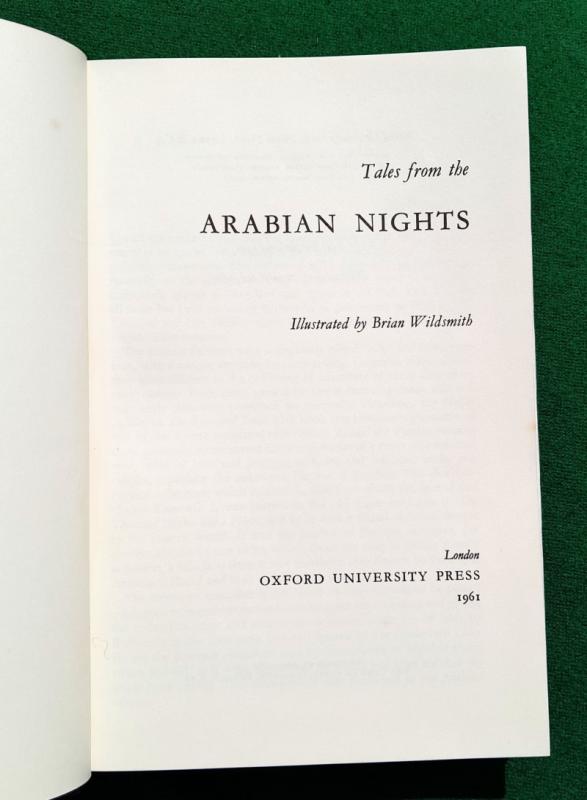 Tales from the
ARABIAN NIGHTS
Illustrated by Brian Wildsmith
London
OXFORD UNIVERSITY PRESS
1961